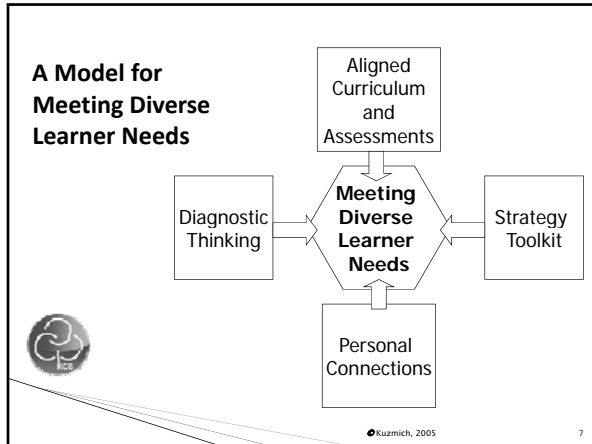 A Model for
Meeting Diverse
Learner Needs
Aligned
Curriculum
and
Assessments
Diagnostic
Thinking
Meeting
Diverse
Learner
Needs
Strategy
Toolkit
Personal
Connections
KCS
Kuzmich, 2005
7